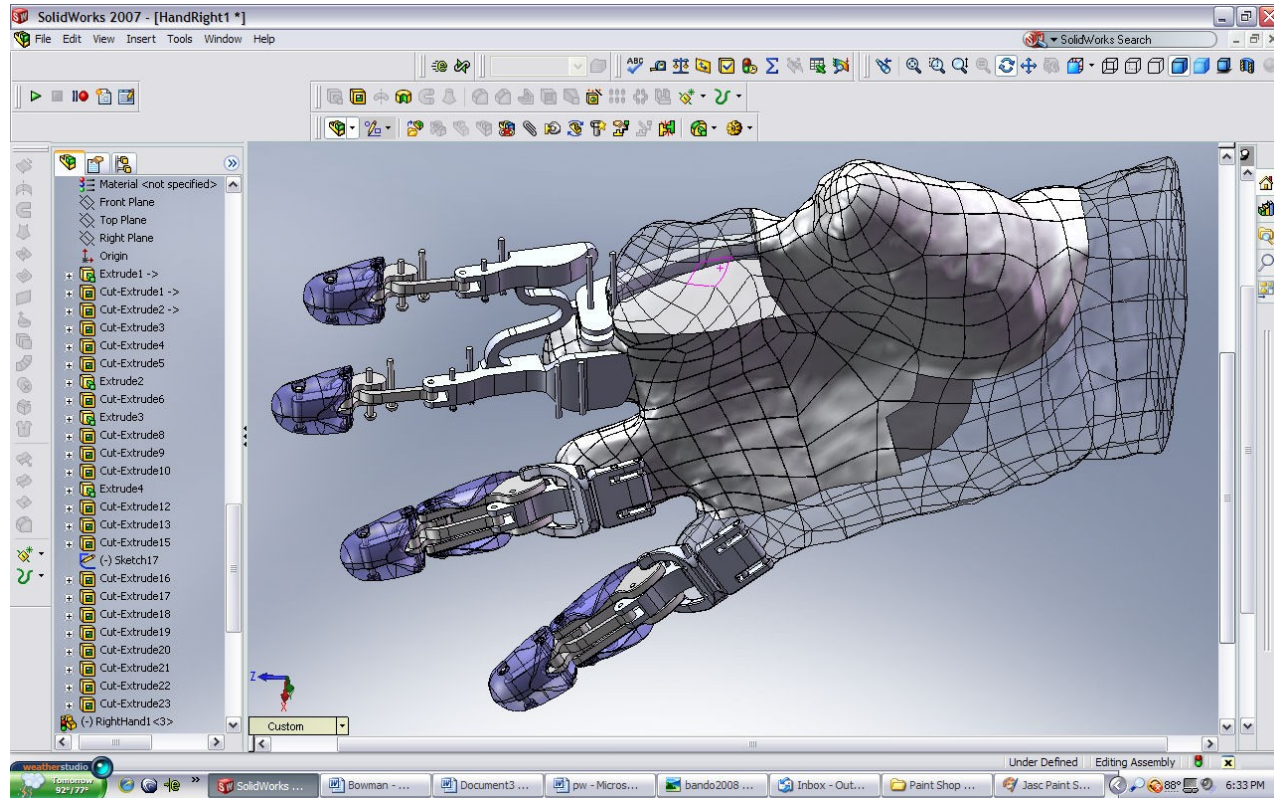 SolidWorks 2007 - [HandRight1 *]
File Edit View Insert Tools Window Help
SolidWorks Search
ABC
Material <not specified>
Front Plane
Top Plane
Right Plane
Origin
Extrude1 ->
Cut-Extrude1 ->
Cut-Extrude2 ->
Cut-Extrude3
Cut-Extrude4
Cut-Extrude5
Extrude2
Cut-Extrude6
Extrude3
Cut-Extrude8
Cut-Extrude9
Cut-Extrude10
Extrude4
Cut-Extrude12
Cut-Extrude13
Cut-Extrude15
(-) Sketch17
Cut-Extrude16
Cut-Extrude17
Cut-Extrude18
Cut-Extrude19
Cut-Extrude20
Cut-Extrude21
Cut-Extrude22
Cut-Extrude23
(-) RightHand1<3>
Z
X
Custom
Under Defined Editing Assembly
weatherstudio
Tomorrow
92°/77°
SolidWorks ... Bowman - ... Document3 ... pw - Micros... bando2008 ... Inbox - Out... Paint Shop ... Jasc Paint S... 88° 6:33 PM